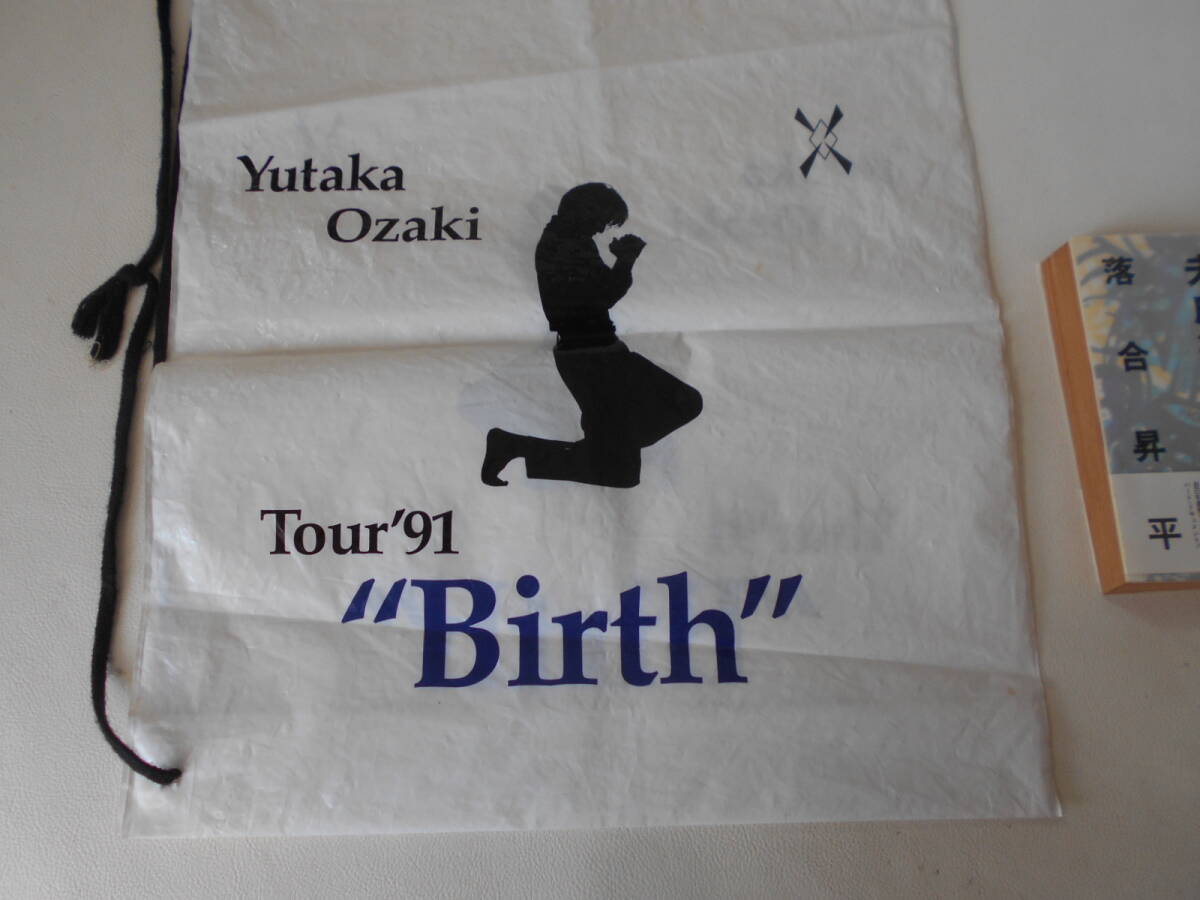 Yutaka
Ozaki
Tour'91
“Birth”
落合昇平